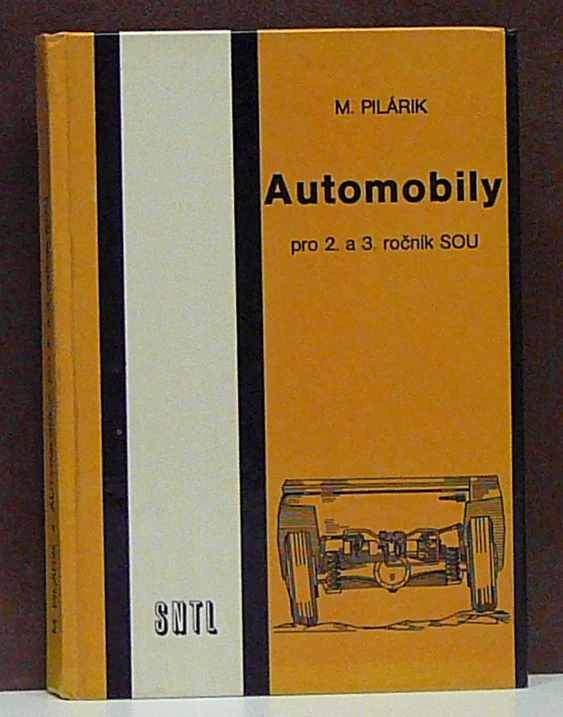 M. PILÁRIK
Automobily
pro 2. a 3. ročník SOU
SNTL